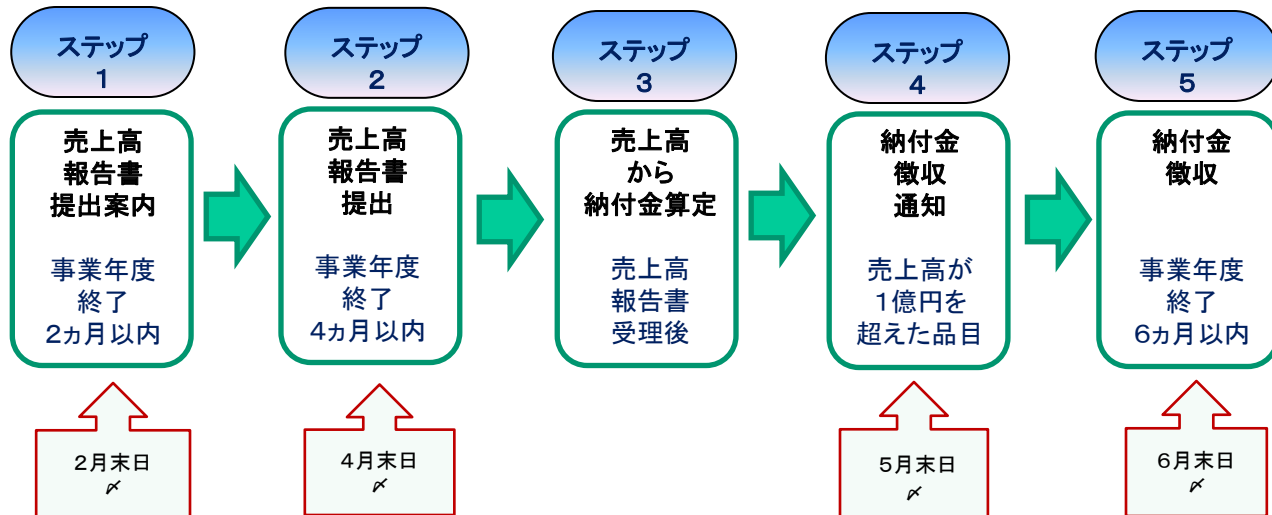 ステップ
1
売上高
報告書
提出案内
事業年度
終了
2ヵ月以内
2月末日
〆
ステップ
2
売上高
報告書
提出
事業年度
終了
4ヵ月以内
4月末日
〆
ステップ
3
売上高
から
納付金算定
売上高
報告書
受理後
ステップ
4
納付金
徴収
通知
売上高が
1億円を
超えた品目
5月末日
〆
ステップ
5
納付金
徴収
事業年度
終了
6ヵ月以内
6月末日
〆